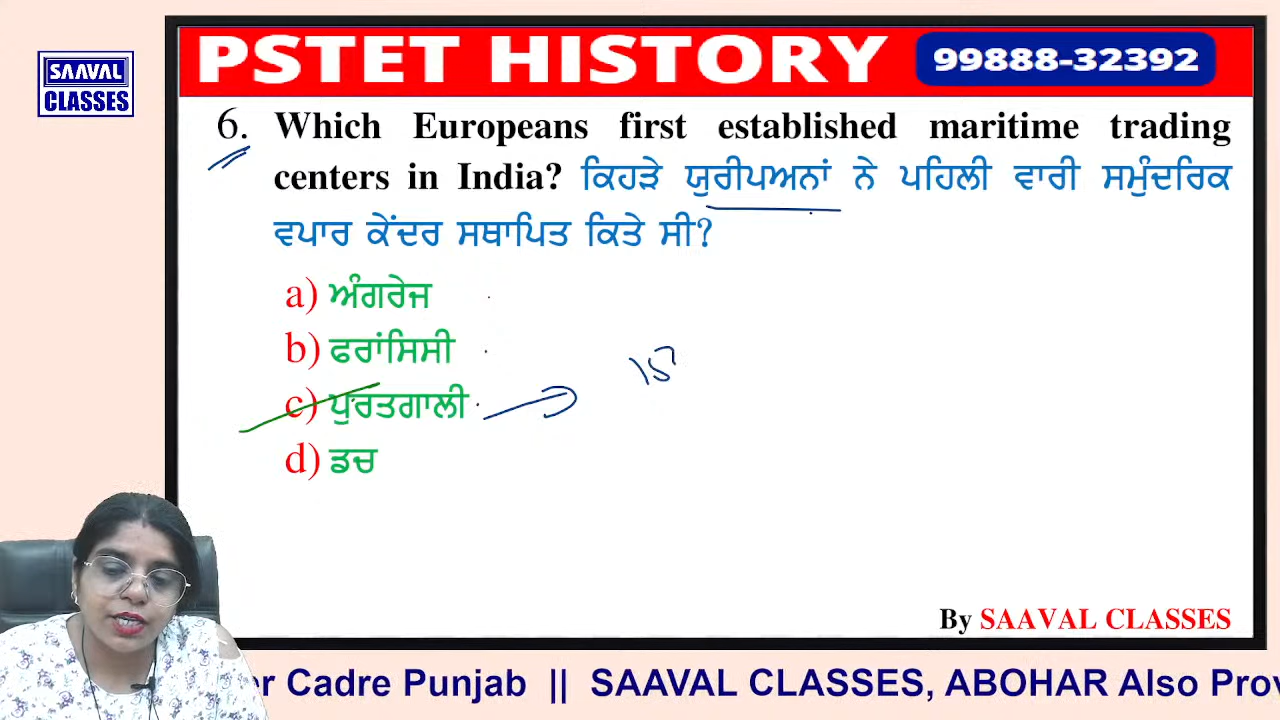 SAAVAL
CLASSES
PSTET HISTORY
99888-32392
6. Which Europeans first established maritime trading
centers in India? ਕਿਹੜੇ ਯੁਰੀਪਅਨਾਂ ਨੇ ਪਹਿਲੀ ਵਾਰੀ ਸਮੁੰਦਰਿਕ
ਵਪਾਰ ਕੇਂਦਰ ਸਥਾਪਿਤ ਕਿਤੇ ਸੀ?
a) ਅੰਗਰੇਜ
b) ਫਰਾਂਸਿਸੀ
c) ਪੁਰਤਗਾਲੀ
d) ਡਚ
By SAAVAL CLASSES
er Cadre Punjab || SAAVAL CLASSES, ABOHAR Also Prov